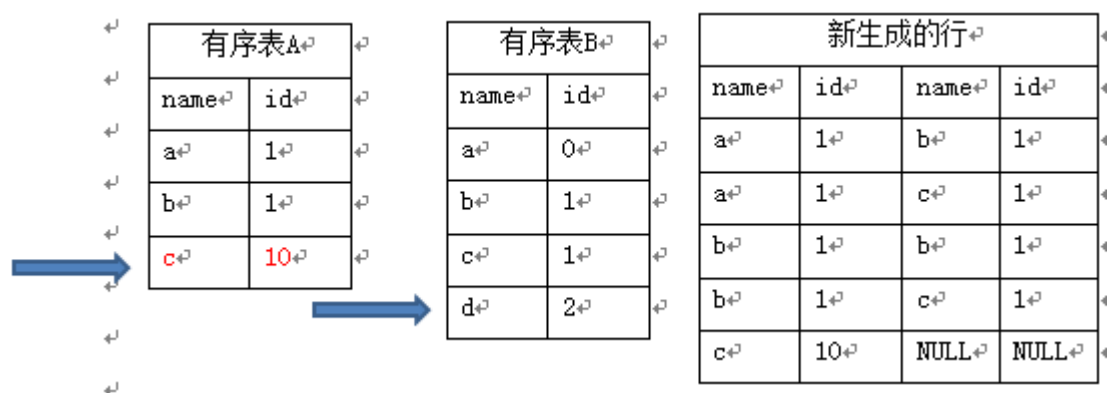 有序表A
name id
a 1
b 1
c 10
有序表B
name id
a 0
b 1
c 1
d 2
新生成的行
name id name id
a 1 b 1
a 1 c 1
b 1 b 1
b 1 c 1
c 10 NULL NULL